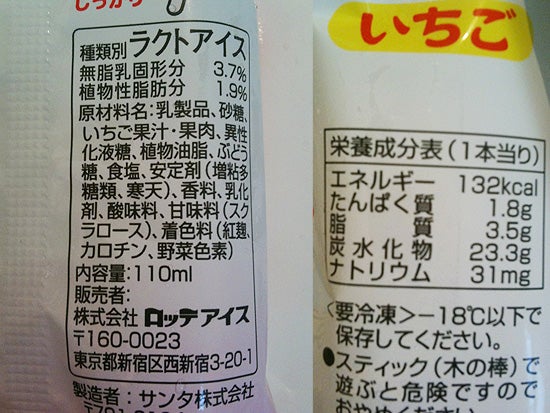 しっかり
種類別 ラクトアイス
無脂乳固形分 3.7%
植物性脂肪分 1.9%
原材料名:乳製品、砂糖、
いちご果汁・果肉、異性
化液糖、植物油脂、ぶどう
糖、食塩、安定剤(増粘多
糖類、寒天)、香料、乳化
剤、酸味料、甘味料(スク
ラロース)、着色料(紅麹、
カロチン、野菜色素)
内容量:110ml
販売者:
株式会社 ロッテアイス
〒160-0023
東京都新宿区西新宿3-20-1
製造者:サンタ株式会社
いちご
栄養成分表(1本当り)
エネルギー 132kcal
たんぱく質 1.8g
脂質 3.5g
炭水化物 23.3g
ナトリウム 31mg
<要冷凍>−18℃以下で
保存してください。
●スティック(木の棒)で
遊ぶと危険ですので